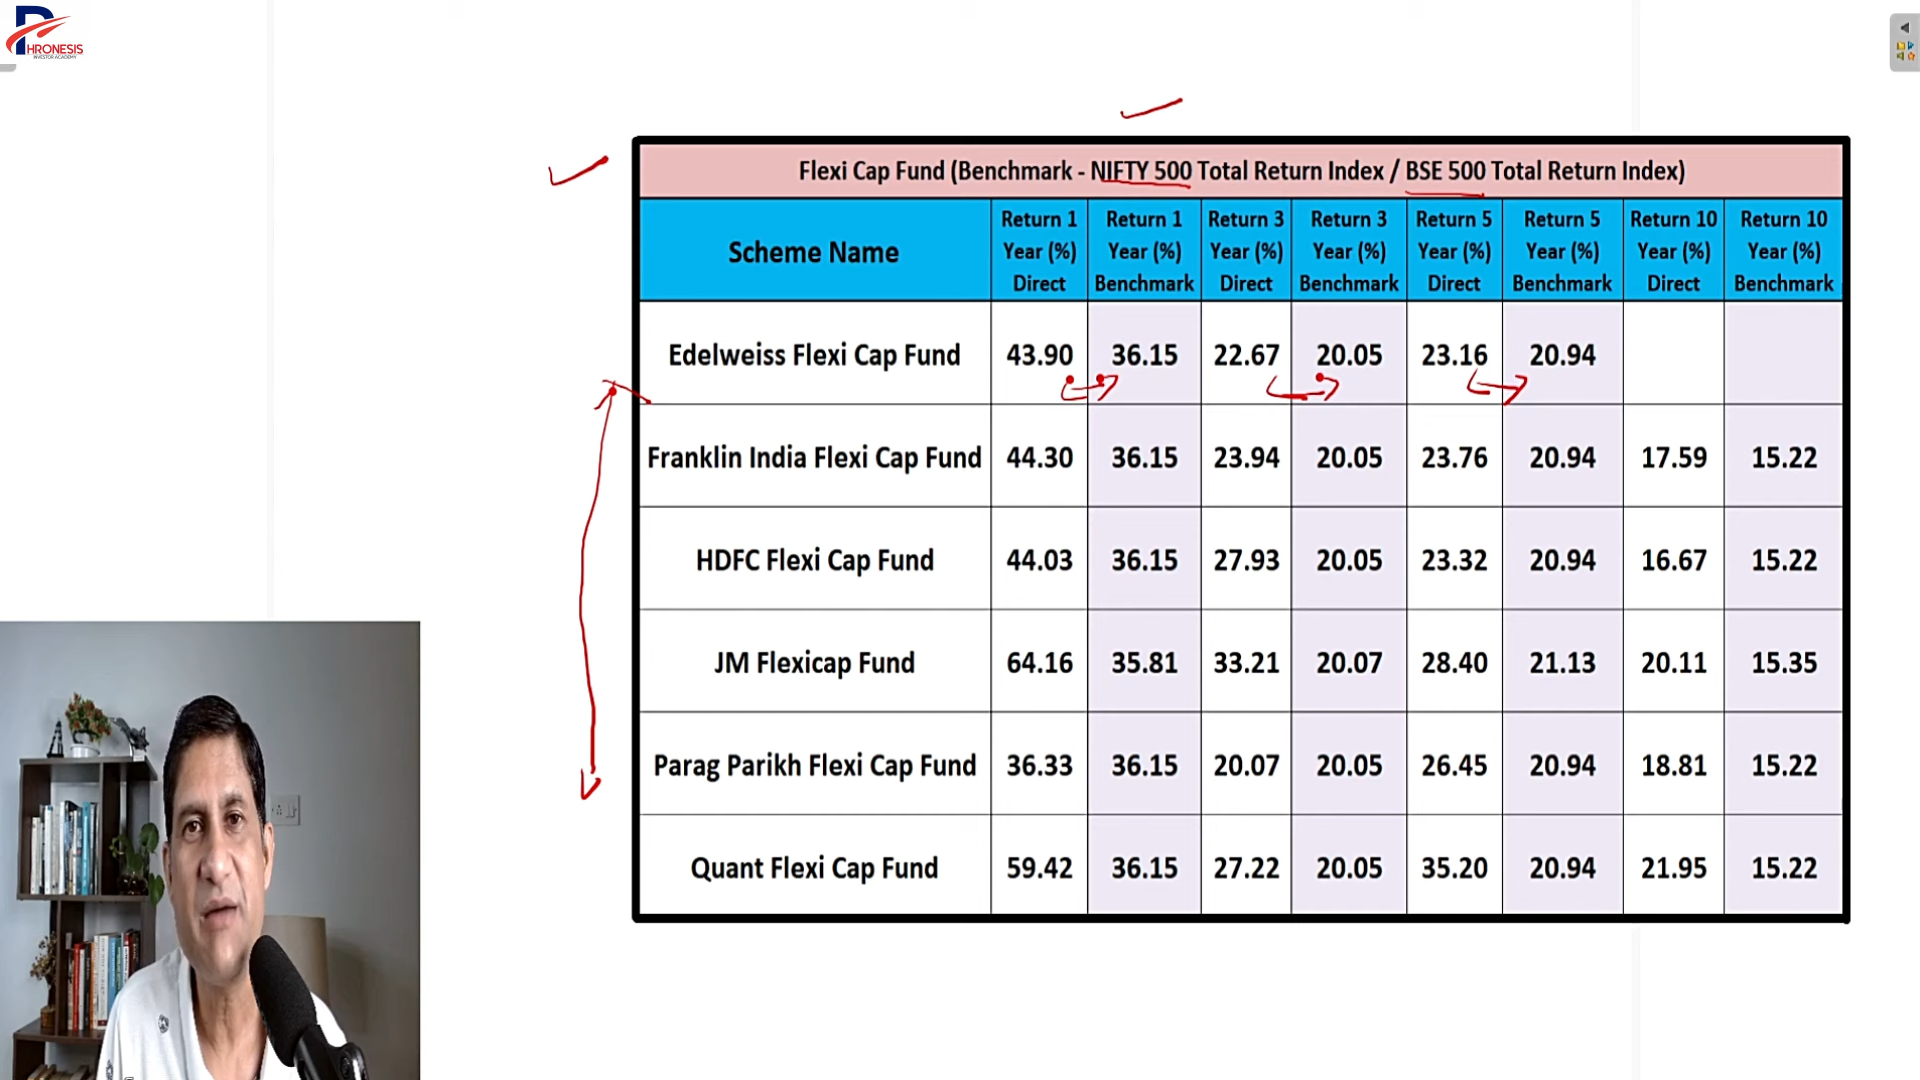 PHRONESIS
INVESTOR ACADEMY
Flexi Cap Fund (Benchmark - NIFTY 500 Total Return Index / BSE 500 Total Return Index)
Scheme Name Return 1 Year (%) Direct Return 1 Year (%) Benchmark Return 3 Year (%) Direct Return 3 Year (%) Benchmark Return 5 Year (%) Direct Return 5 Year (%) Benchmark Return 10 Year (%) Direct Return 10 Year (%) Benchmark
Edelweiss Flexi Cap Fund 43.90 36.15 22.67 20.05 23.16 20.94
Franklin India Flexi Cap Fund 44.30 36.15 23.94 20.05 23.76 20.94 17.59 15.22
HDFC Flexi Cap Fund 44.03 36.15 27.93 20.05 23.32 20.94 16.67 15.22
JM Flexicap Fund 64.16 35.81 33.21 20.07 28.40 21.13 20.11 15.35
Parag Parikh Flexi Cap Fund 36.33 36.15 20.07 20.05 26.45 20.94 18.81 15.22
Quant Flexi Cap Fund 59.42 36.15 27.22 20.05 35.20 20.94 21.95 15.22